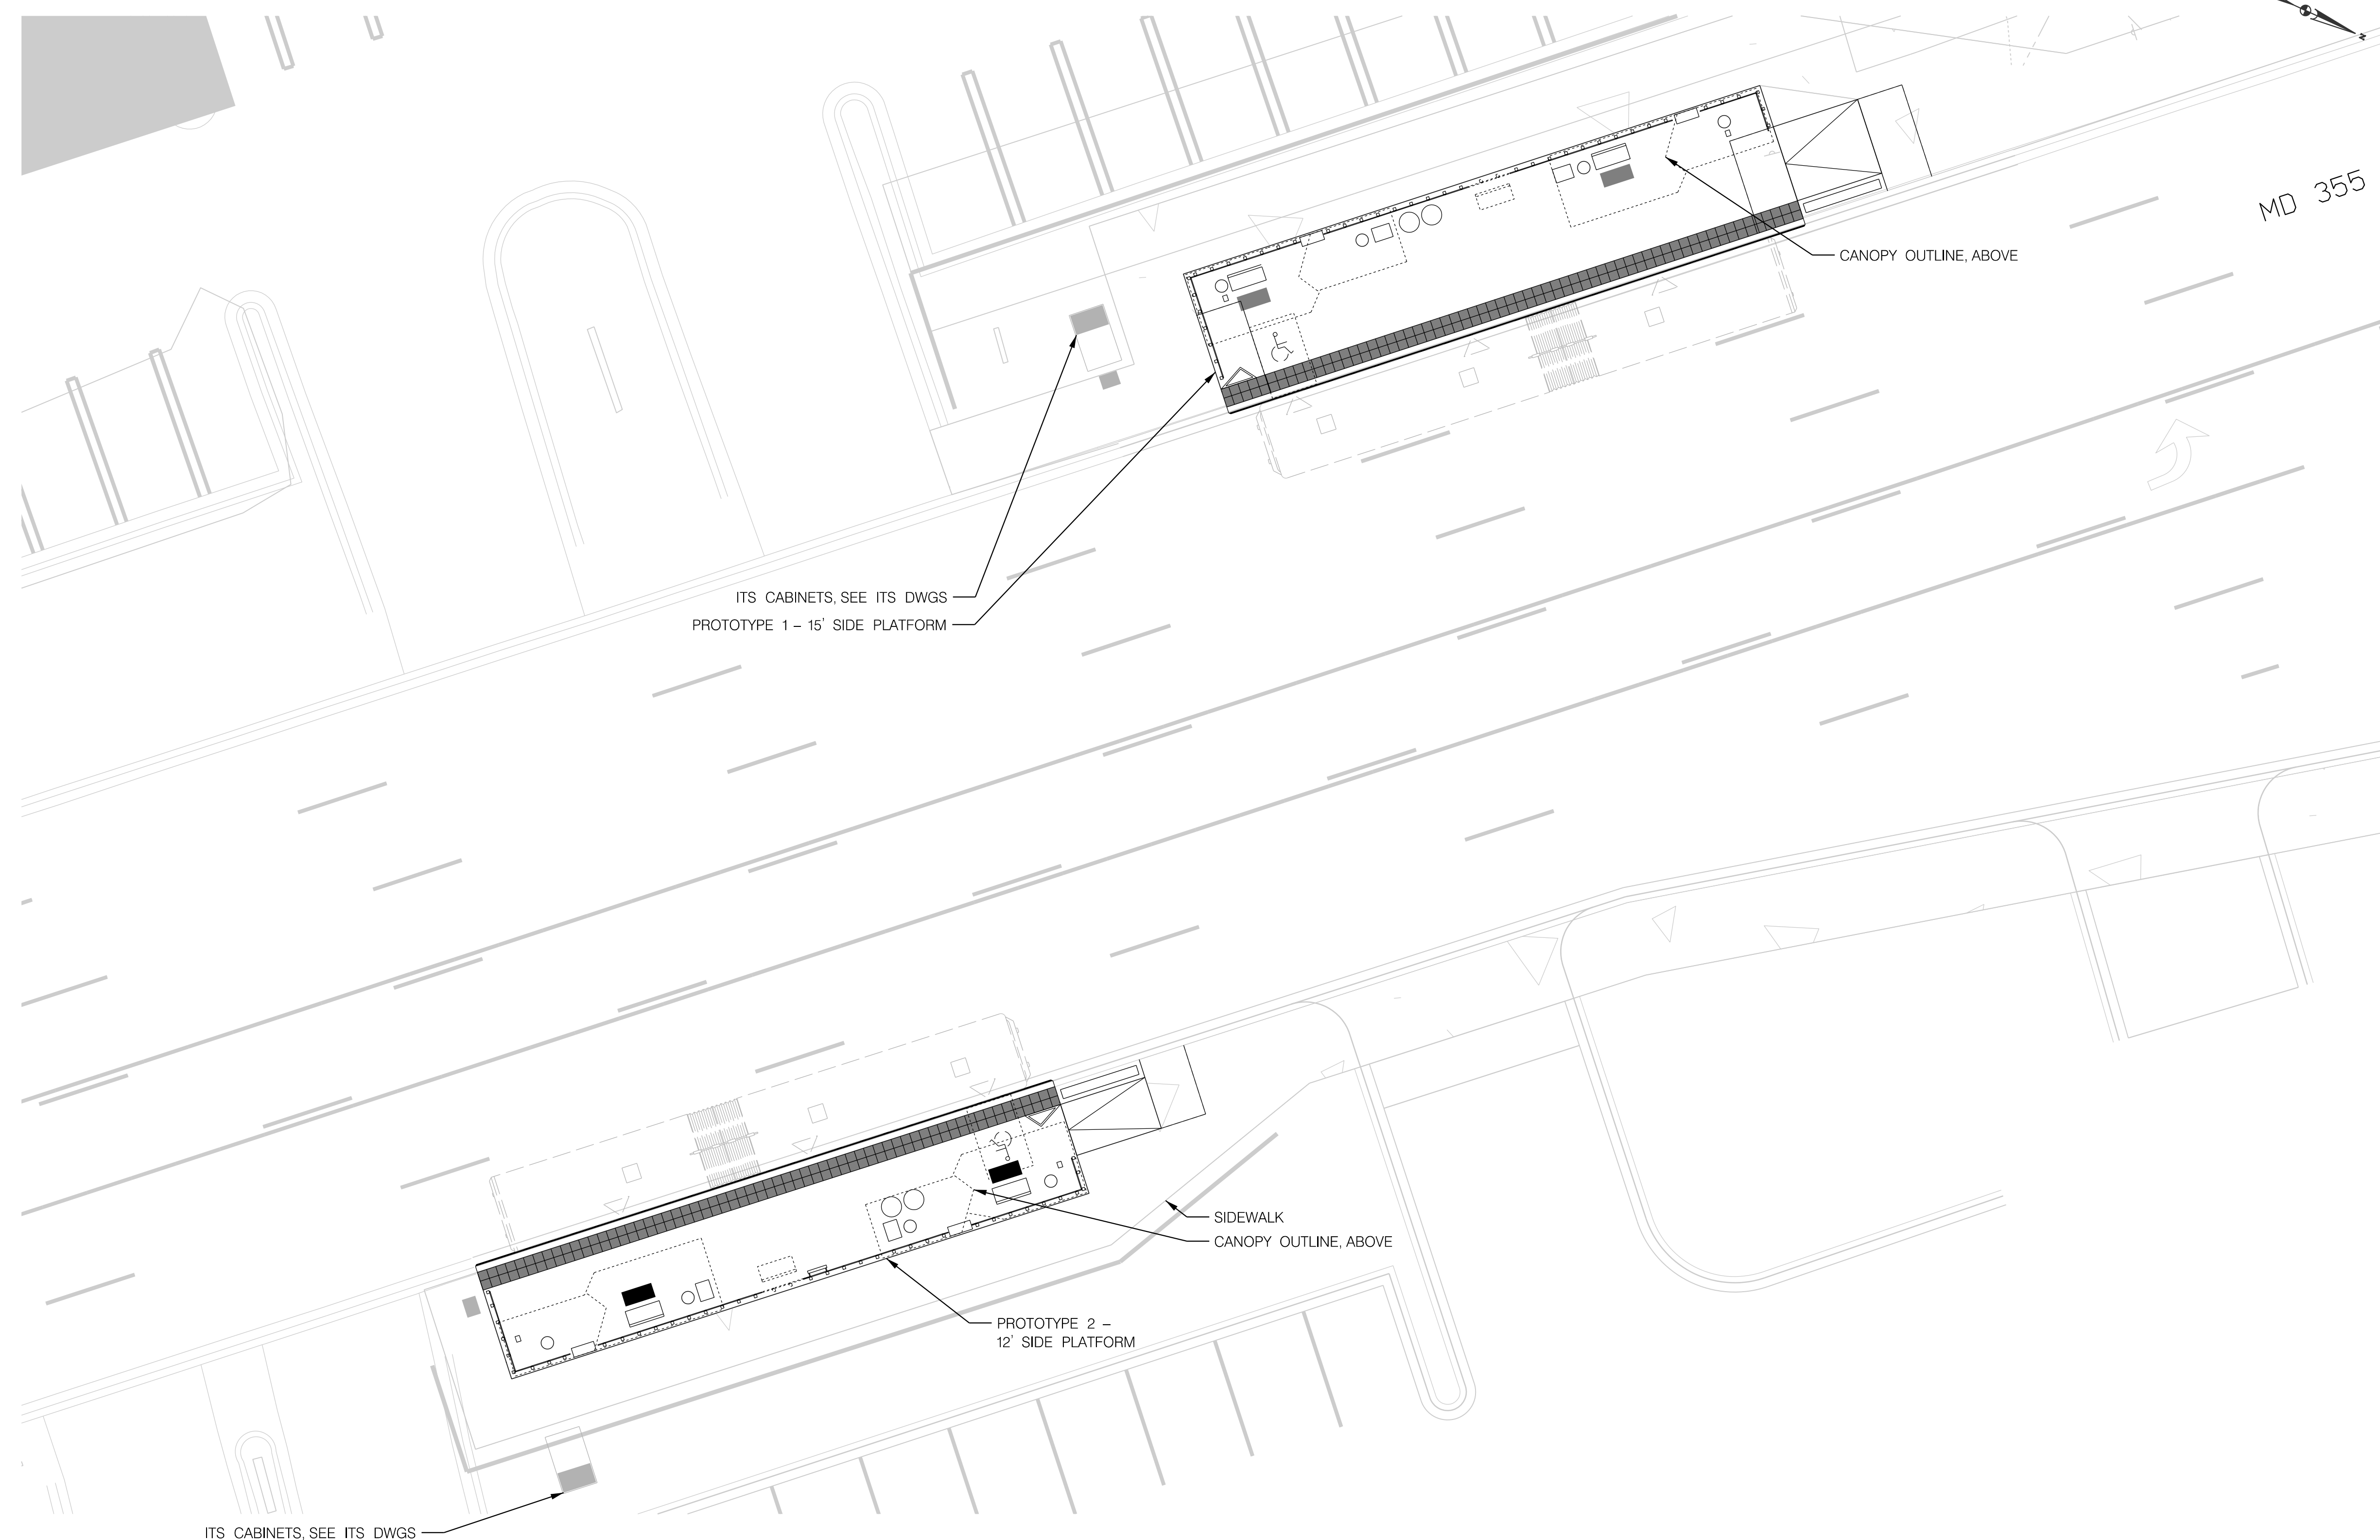 N
MD 355
CANOPY OUTLINE, ABOVE
ITS CABINETS, SEE ITS DWGS
PROTOTYPE 1 – 15' SIDE PLATFORM
SIDEWALK
CANOPY OUTLINE, ABOVE
PROTOTYPE 2 –
12' SIDE PLATFORM
ITS CABINETS, SEE ITS DWGS